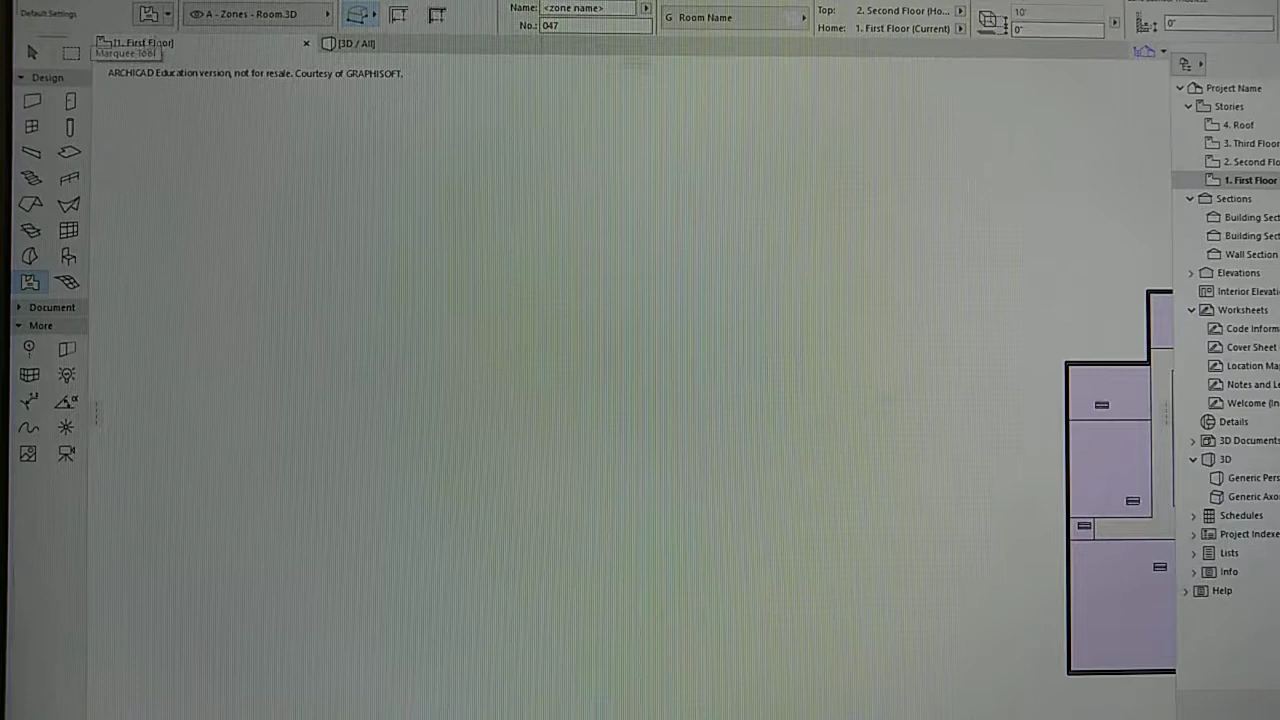 Default Settings
A - Zones - Room.3D
Name: <zone name>
No.: 047
G Room Name
Top: 2. Second Floor (Ho...
Home: 1. First Floor (Current)
10'
0"
0"
[1. First Floor]
[3D / All]
Marquee Tool
ARCHICAD Education version, not for resale. Courtesy of GRAPHISOFT.
Design
Document
More
Project Name
Stories
4. Roof
3. Third Floor
2. Second Flo
1. First Floor
Sections
Building Sect
Building Sect
Wall Section
Elevations
Interior Elevati
Worksheets
Code Inform
Cover Sheet
Location Ma
Notes and Le
Welcome (In
Details
3D Documents
3D
Generic Pers
Generic Axo
Schedules
Project Indexe
Lists
Info
Help